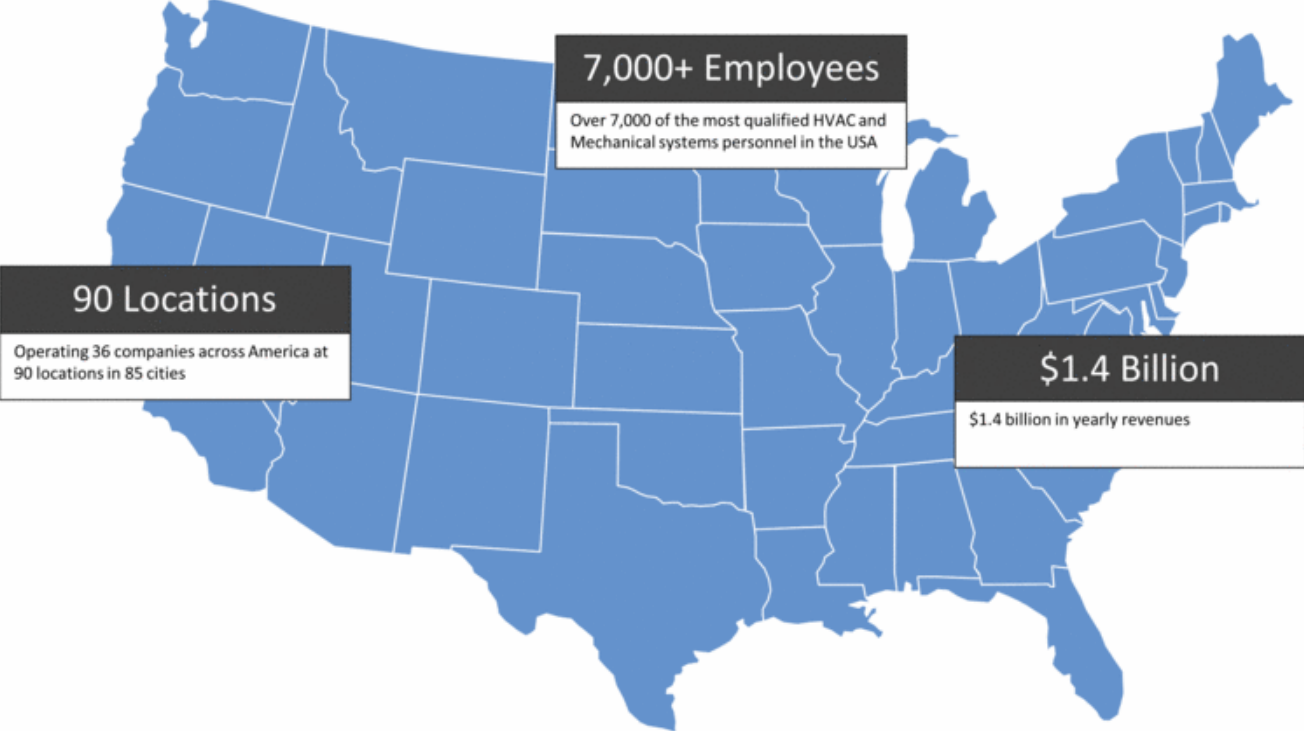 7,000+ Employees
Over 7,000 of the most qualified HVAC and
Mechanical systems personnel in the USA
90 Locations
Operating 36 companies across America at
90 locations in 85 cities
$1.4 Billion
$1.4 billion in yearly revenues